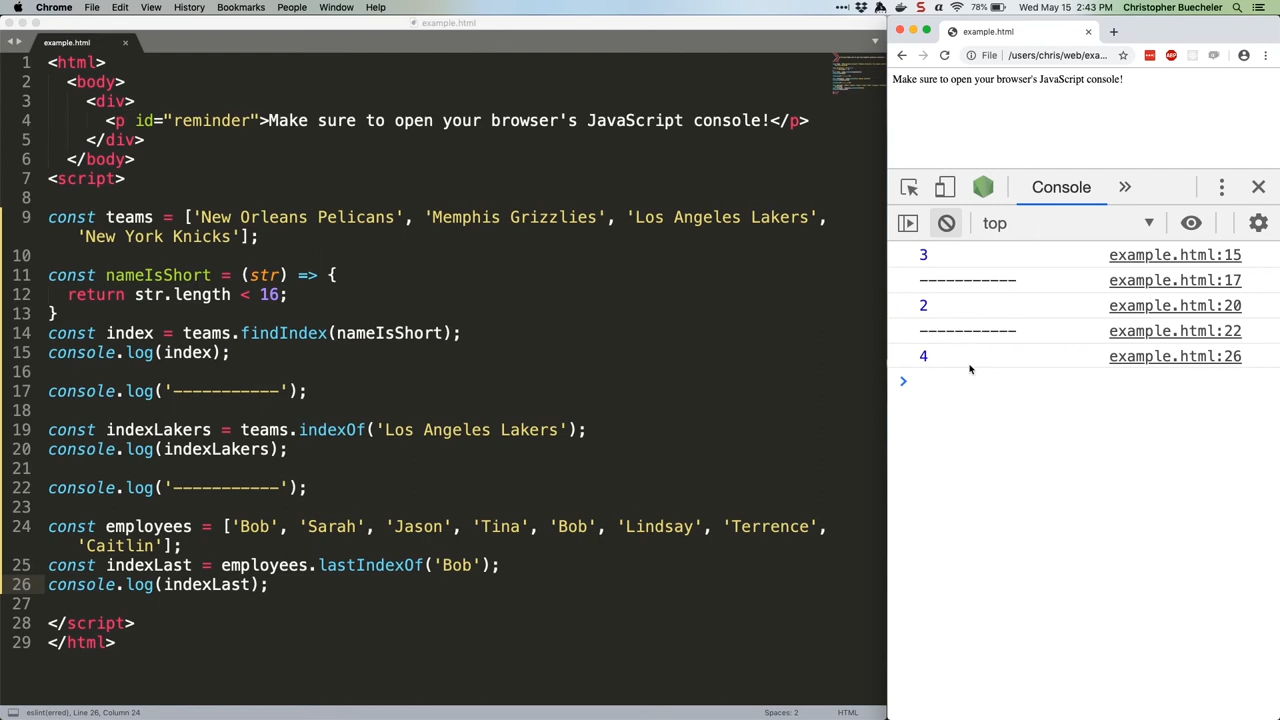 Chrome File Edit View History Bookmarks People Window Help
78% Wed May 15 2:43 PM Christopher Buecheler
example.html
example.html ×
1 <html>
2 <body>
3 <div>
4 <p id="reminder">Make sure to open your browser's JavaScript console!</p>
5 </div>
6 </body>
7 <script>
8
9 const teams = ['New Orleans Pelicans', 'Memphis Grizzlies', 'Los Angeles Lakers',
'New York Knicks'];
10
11 const nameIsShort = (str) => {
12 return str.length < 16;
13 }
14 const index = teams.findIndex(nameIsShort);
15 console.log(index);
16
17 console.log('-----------');
18
19 const indexLakers = teams.indexOf('Los Angeles Lakers');
20 console.log(indexLakers);
21
22 console.log('-----------');
23
24 const employees = ['Bob', 'Sarah', 'Jason', 'Tina', 'Bob', 'Lindsay', 'Terrence',
'Caitlin'];
25 const indexLast = employees.lastIndexOf('Bob');
26 console.log(indexLast);
27
28 </script>
29 </html>
eslint(erred), Line 26, Column 24 Spaces: 2 HTML
example.html ×
File /users/chris/web/exa...
ABP
Make sure to open your browser's JavaScript console!
Console
top
3 example.html:15
----------- example.html:17
2 example.html:20
----------- example.html:22
4 example.html:26